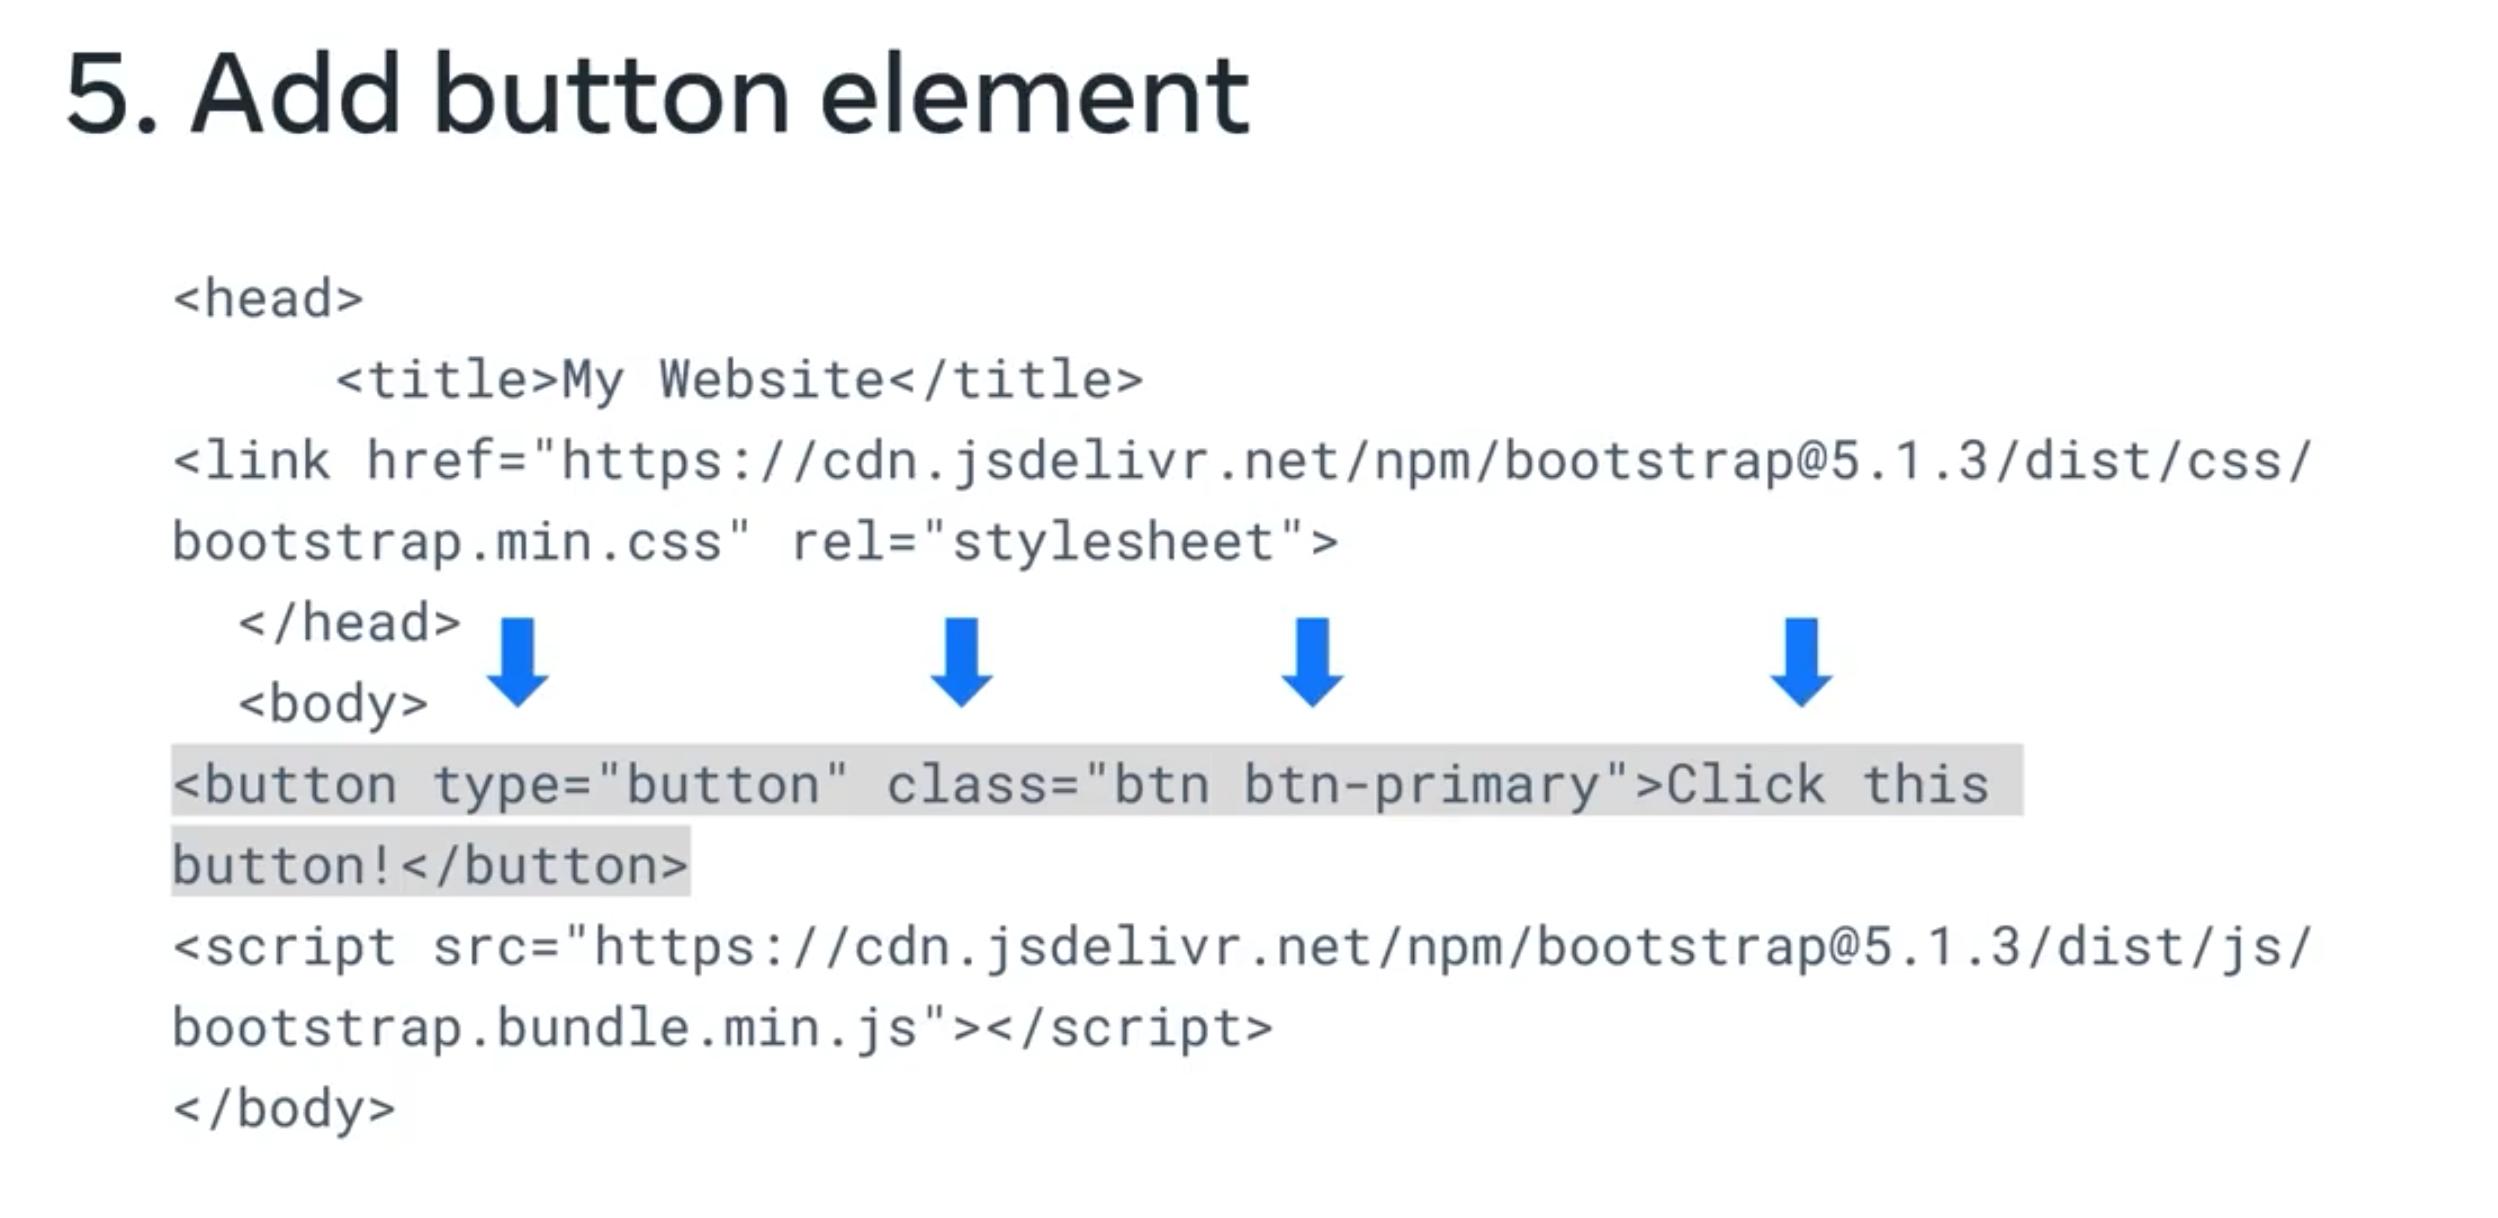 5. Add button element
<head>
<title>My Website</title>
<link href="https://cdn.jsdelivr.net/npm/bootstrap@5.1.3/dist/css/
bootstrap.min.css" rel="stylesheet">
</head>
<body>
<button type="button" class="btn btn-primary">Click this
button!</button>
<script src="https://cdn.jsdelivr.net/npm/bootstrap@5.1.3/dist/js/
bootstrap.bundle.min.js"></script>
</body>